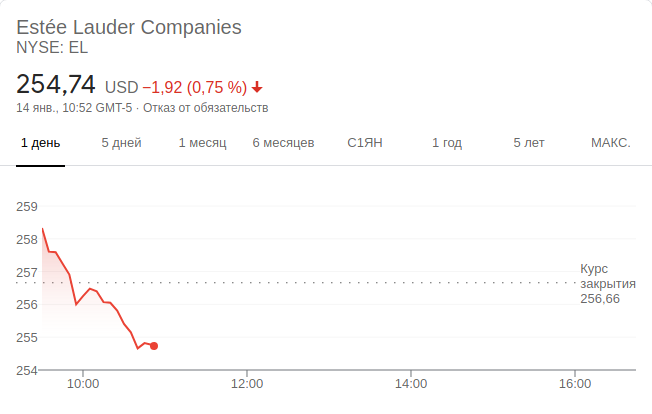 Estée Lauder Companies
NYSE: EL
254,74 USD −1,92 (0,75 %)
14 янв., 10:52 GMT-5 · Отказ от обязательств
1 день 5 дней 1 месяц 6 месяцев С1ЯН 1 год 5 лет МАКС.
259
258
257
256
255
254
Курс
закрытия
256,66
10:00 12:00 14:00 16:00